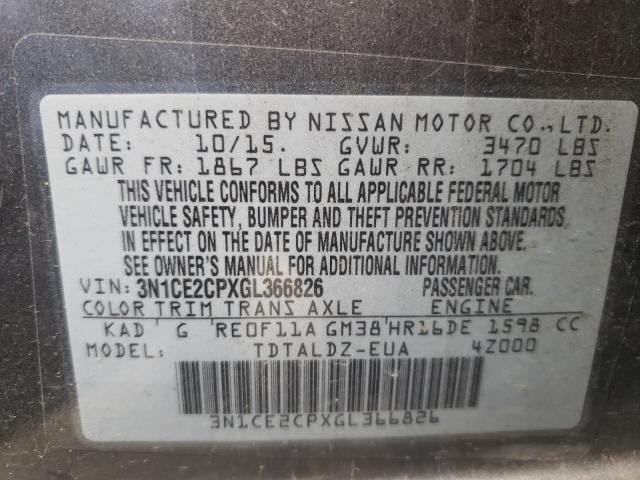 MANUFACTURED BY NISSAN MOTOR CO.,LTD.
DATE: 10/15. GVWR: 3470 LBS
GAWR FR: 1867 LBS GAWR RR: 1704 LBS
THIS VEHICLE CONFORMS TO ALL APPLICABLE FEDERAL MOTOR
VEHICLE SAFETY, BUMPER AND THEFT PREVENTION STANDARDS
IN EFFECT ON THE DATE OF MANUFACTURE SHOWN ABOVE.
SEE OWNER'S MANUAL FOR ADDITIONAL INFORMATION.
VIN: 3N1CE2CPXGL366826 PASSENGER CAR.
COLOR TRIM TRANS AXLE ENGINE
KAD G RE0F11A GM38 HR16DE 1598 CC
MODEL: TDTALDZ-EUA 4Z000
3N1CE2CPXGL366826